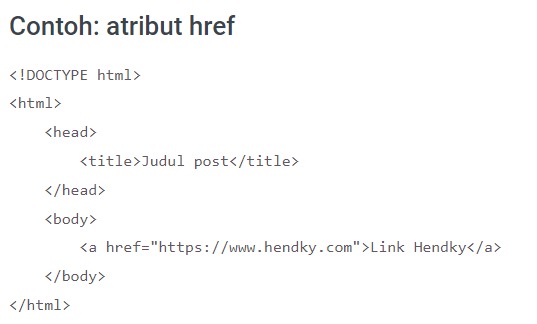 Contoh: atribut href
<!DOCTYPE html>
<html>
    <head>
        <title>Judul post</title>
    </head>
    <body>
        <a href="https://www.hendky.com">Link Hendky</a>
    </body>
</html>